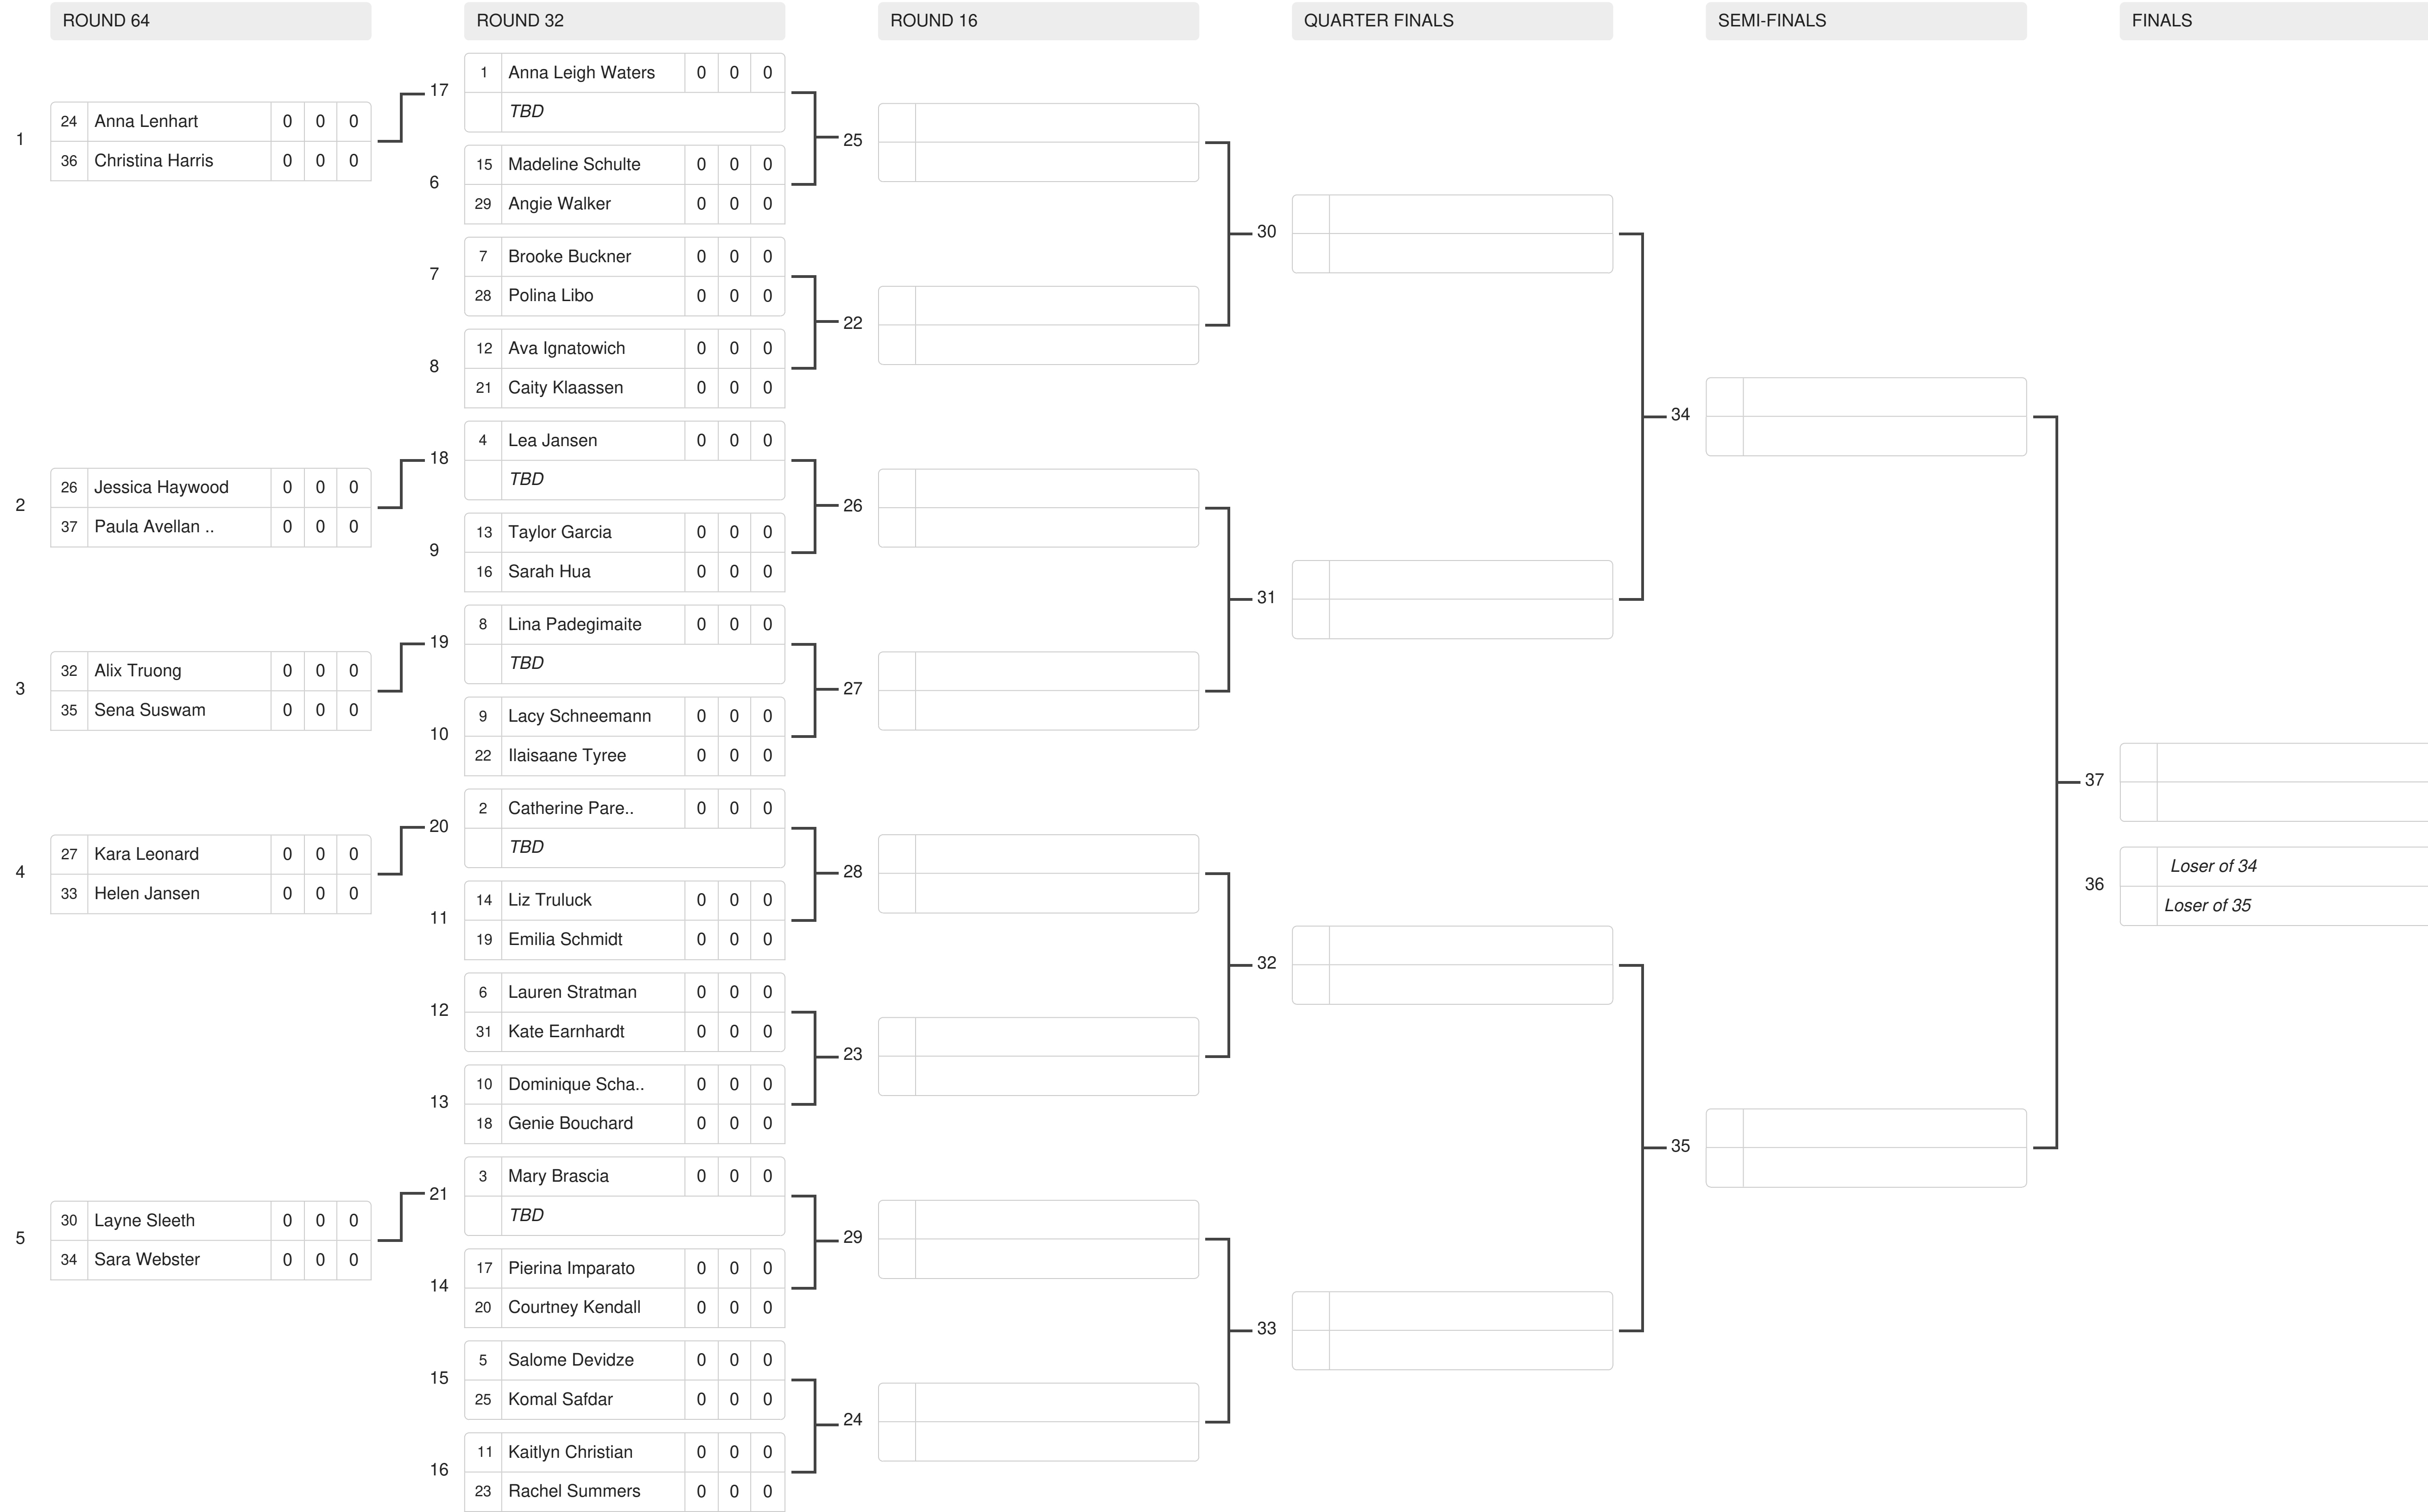 ROUND 64
1
24 Anna Lenhart 0 0 0
36 Christina Harris 0 0 0
2
26 Jessica Haywood 0 0 0
37 Paula Avellan .. 0 0 0
3
32 Alix Truong 0 0 0
35 Sena Suswam 0 0 0
4
27 Kara Leonard 0 0 0
33 Helen Jansen 0 0 0
5
30 Layne Sleeth 0 0 0
34 Sara Webster 0 0 0
ROUND 32
17
1 Anna Leigh Waters 0 0 0
TBD
6
15 Madeline Schulte 0 0 0
29 Angie Walker 0 0 0
7
7 Brooke Buckner 0 0 0
28 Polina Libo 0 0 0
8
12 Ava Ignatowich 0 0 0
21 Caity Klaassen 0 0 0
18
4 Lea Jansen 0 0 0
TBD
9
13 Taylor Garcia 0 0 0
16 Sarah Hua 0 0 0
19
8 Lina Padegimaite 0 0 0
TBD
10
9 Lacy Schneemann 0 0 0
22 Ilaisaane Tyree 0 0 0
20
2 Catherine Pare.. 0 0 0
TBD
11
14 Liz Truluck 0 0 0
19 Emilia Schmidt 0 0 0
12
6 Lauren Stratman 0 0 0
31 Kate Earnhardt 0 0 0
13
10 Dominique Scha.. 0 0 0
18 Genie Bouchard 0 0 0
21
3 Mary Brascia 0 0 0
TBD
14
17 Pierina Imparato 0 0 0
20 Courtney Kendall 0 0 0
15
5 Salome Devidze 0 0 0
25 Komal Safdar 0 0 0
16
11 Kaitlyn Christian 0 0 0
23 Rachel Summers 0 0 0
ROUND 16
25
22
26
27
28
23
29
24
QUARTER FINALS
30
31
32
33
SEMI-FINALS
34
35
FINALS
37
36
Loser of 34
Loser of 35